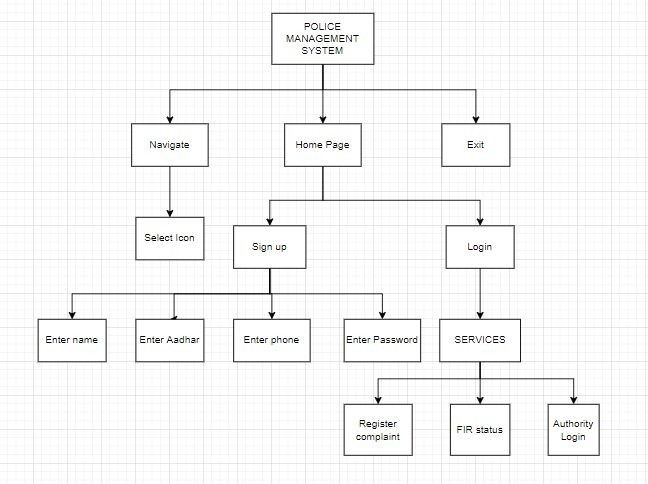 POLICE
MANAGEMENT
SYSTEM
Navigate
Home Page
Exit
Select Icon
Sign up
Login
Enter name
Enter Aadhar
Enter phone
Enter Password
SERVICES
Register
complaint
FIR status
Authority
Login